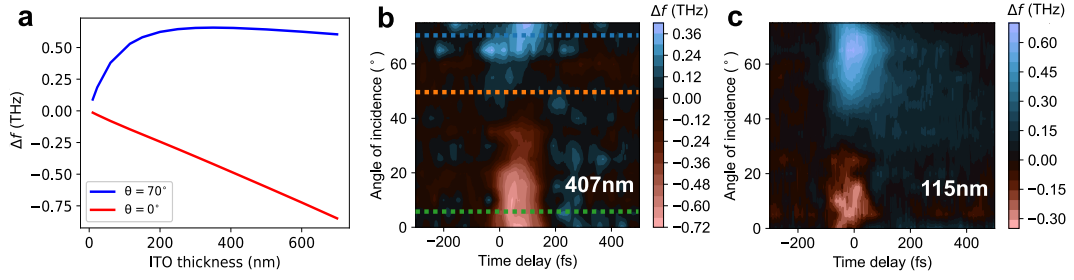 a
Δf (THz)
0.50
0.25
0.00
−0.25
−0.50
−0.75
θ = 70°
θ = 0°
0
200
400
600
ITO thickness (nm)
b
Δf (THz)
Angle of incidence (°)
60
40
20
0
407nm
−200
0
200
400
Time delay (fs)
0.36
0.24
0.12
0.00
−0.12
−0.24
−0.36
−0.48
−0.60
−0.72
c
Δf (THz)
Angle of incidence (°)
60
40
20
0
115nm
−200
0
200
400
Time delay (fs)
0.60
0.45
0.30
0.15
0.00
−0.15
−0.30